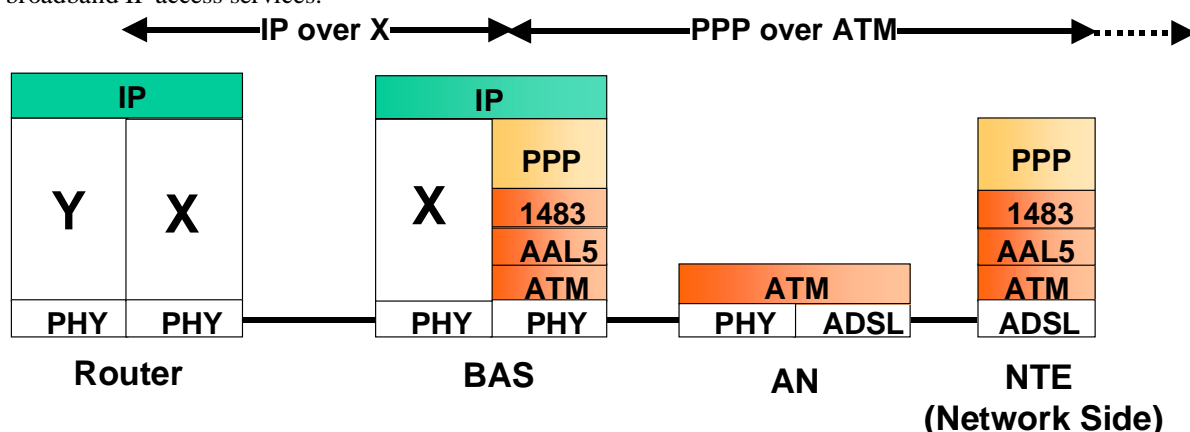 broadband IP access services.
IP over X PPP over ATM
IP IP
PPP PPP
Y X X
1483 1483
AAL5 AAL5
ATM ATM ATM
PHY PHY PHY PHY PHY ADSL ADSL
Router BAS AN NTE
(Network Side)